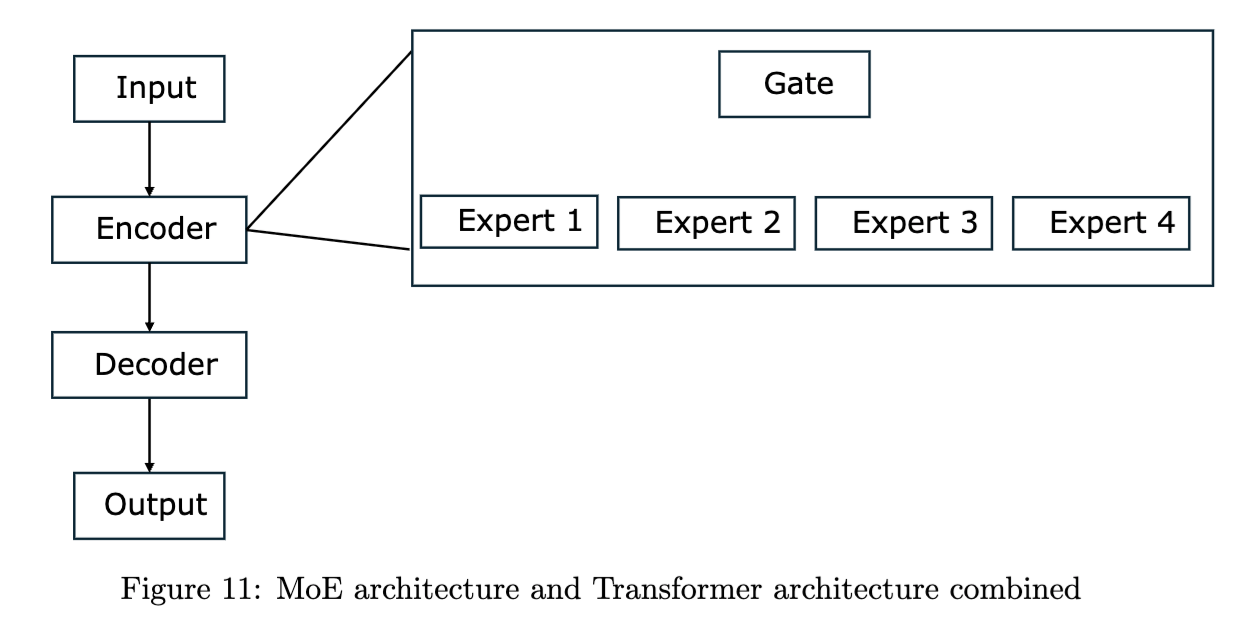 Input
Gate
Encoder
Expert 1
Expert 2
Expert 3
Expert 4
Decoder
Output
Figure 11: MoE architecture and Transformer architecture combined